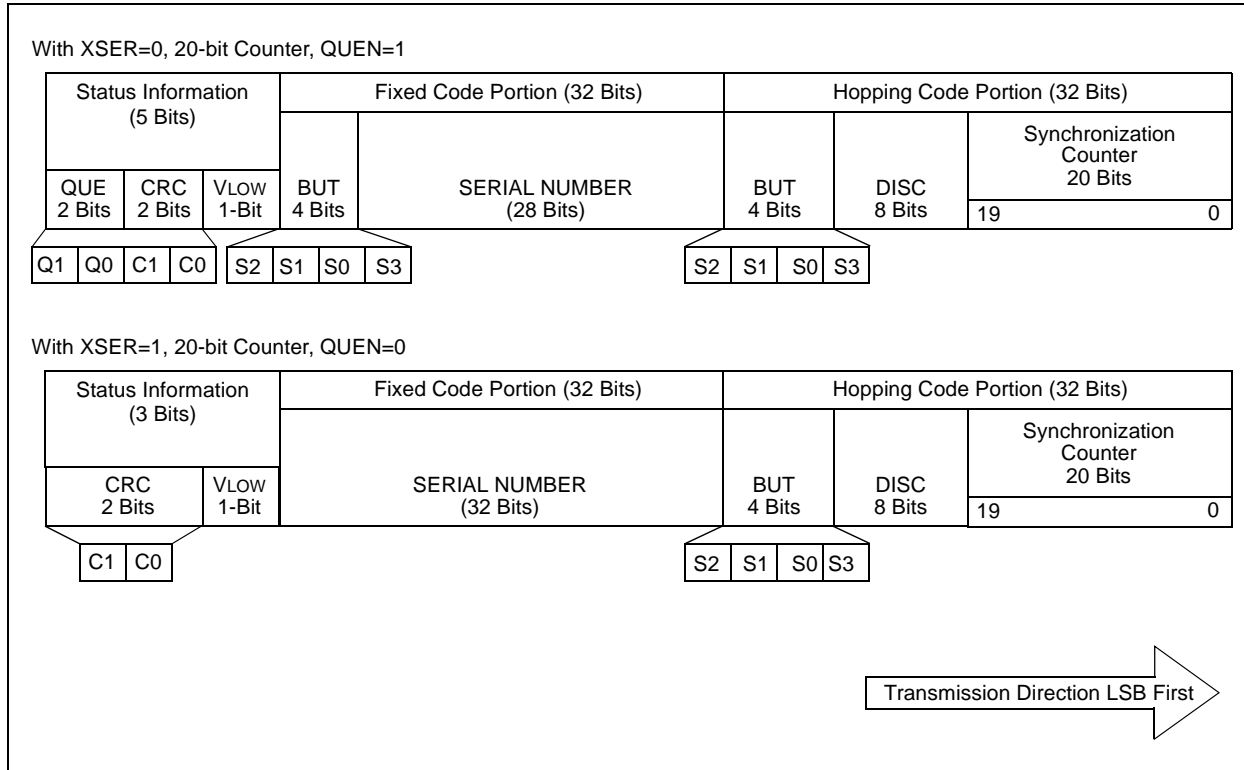 With XSER=0, 20-bit Counter, QUEN=1
Status Information
(5 Bits)
Fixed Code Portion (32 Bits)
Hopping Code Portion (32 Bits)
QUE
2 Bits
CRC
2 Bits
VLOW
1-Bit
BUT
4 Bits
SERIAL NUMBER
(28 Bits)
BUT
4 Bits
DISC
8 Bits
Synchronization
Counter
20 Bits
19 0
Q1 Q0 C1 C0
S2 S1 S0 S3
S2 S1 S0 S3
With XSER=1, 20-bit Counter, QUEN=0
Status Information
(3 Bits)
Fixed Code Portion (32 Bits)
Hopping Code Portion (32 Bits)
CRC
2 Bits
VLOW
1-Bit
SERIAL NUMBER
(32 Bits)
BUT
4 Bits
DISC
8 Bits
Synchronization
Counter
20 Bits
19 0
C1 C0
S2 S1 S0 S3
Transmission Direction LSB First